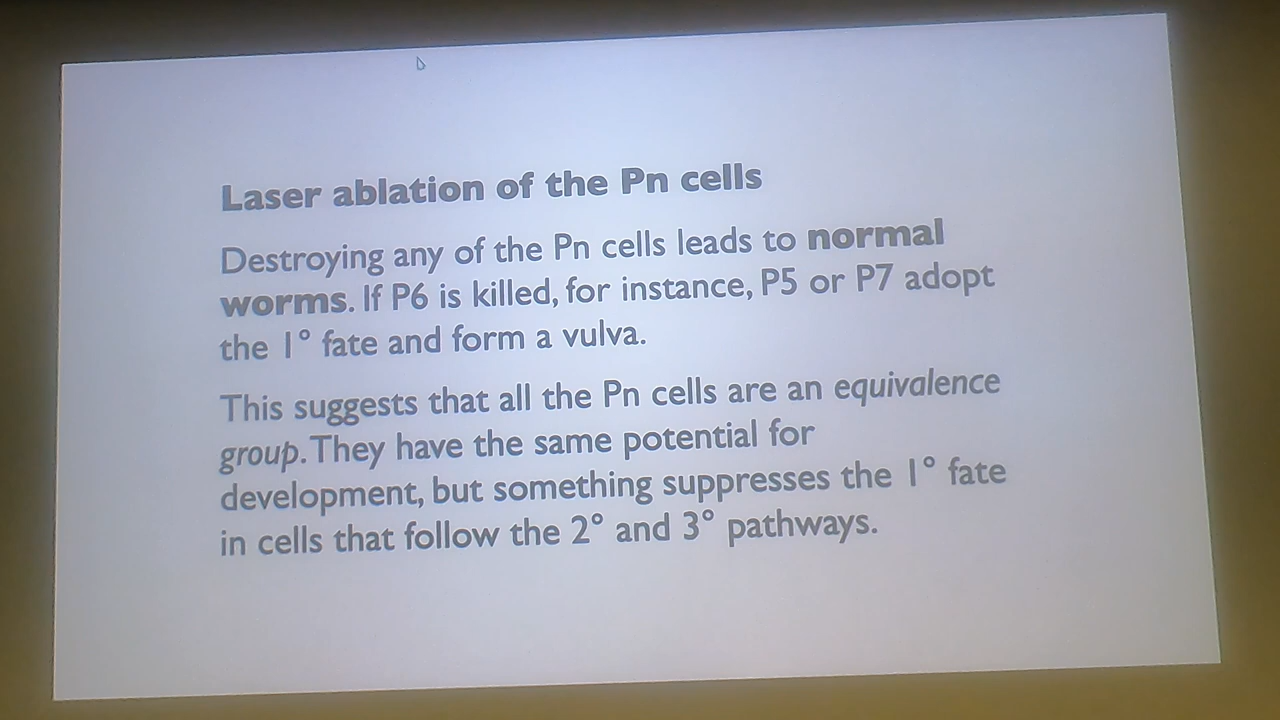 Laser ablation of the Pn cells
Destroying any of the Pn cells leads to normal
worms. If P6 is killed, for instance, P5 or P7 adopt
the 1° fate and form a vulva.
This suggests that all the Pn cells are an equivalence
group. They have the same potential for
development, but something suppresses the 1° fate
in cells that follow the 2° and 3° pathways.